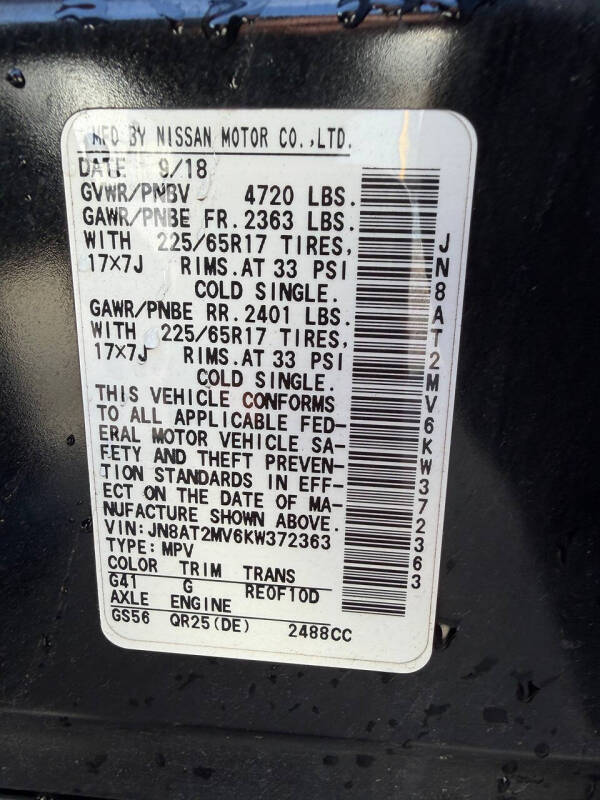 MFD BY NISSAN MOTOR CO.,LTD.
DATE 9/18
GVWR/PNBV 4720 LBS.
GAWR/PNBE FR. 2363 LBS.
WITH 225/65R17 TIRES,
17×7J RIMS. AT 33 PSI
COLD SINGLE.
GAWR/PNBE RR. 2401 LBS.
WITH 225/65R17 TIRES,
17×7J RIMS. AT 33 PSI
COLD SINGLE.
THIS VEHICLE CONFORMS
TO ALL APPLICABLE FED-
ERAL MOTOR VEHICLE SA-
FETY AND THEFT PREVEN-
TION STANDARDS IN EFF-
ECT ON THE DATE OF MA-
NUFACTURE SHOWN ABOVE.
VIN: JN8AT2MV6KW372363
TYPE: MPV
COLOR TRIM TRANS
G41 G RE0F10D
AXLE ENGINE
GS56 QR25(DE) 2488CC
JN8AT2MV6KW372363